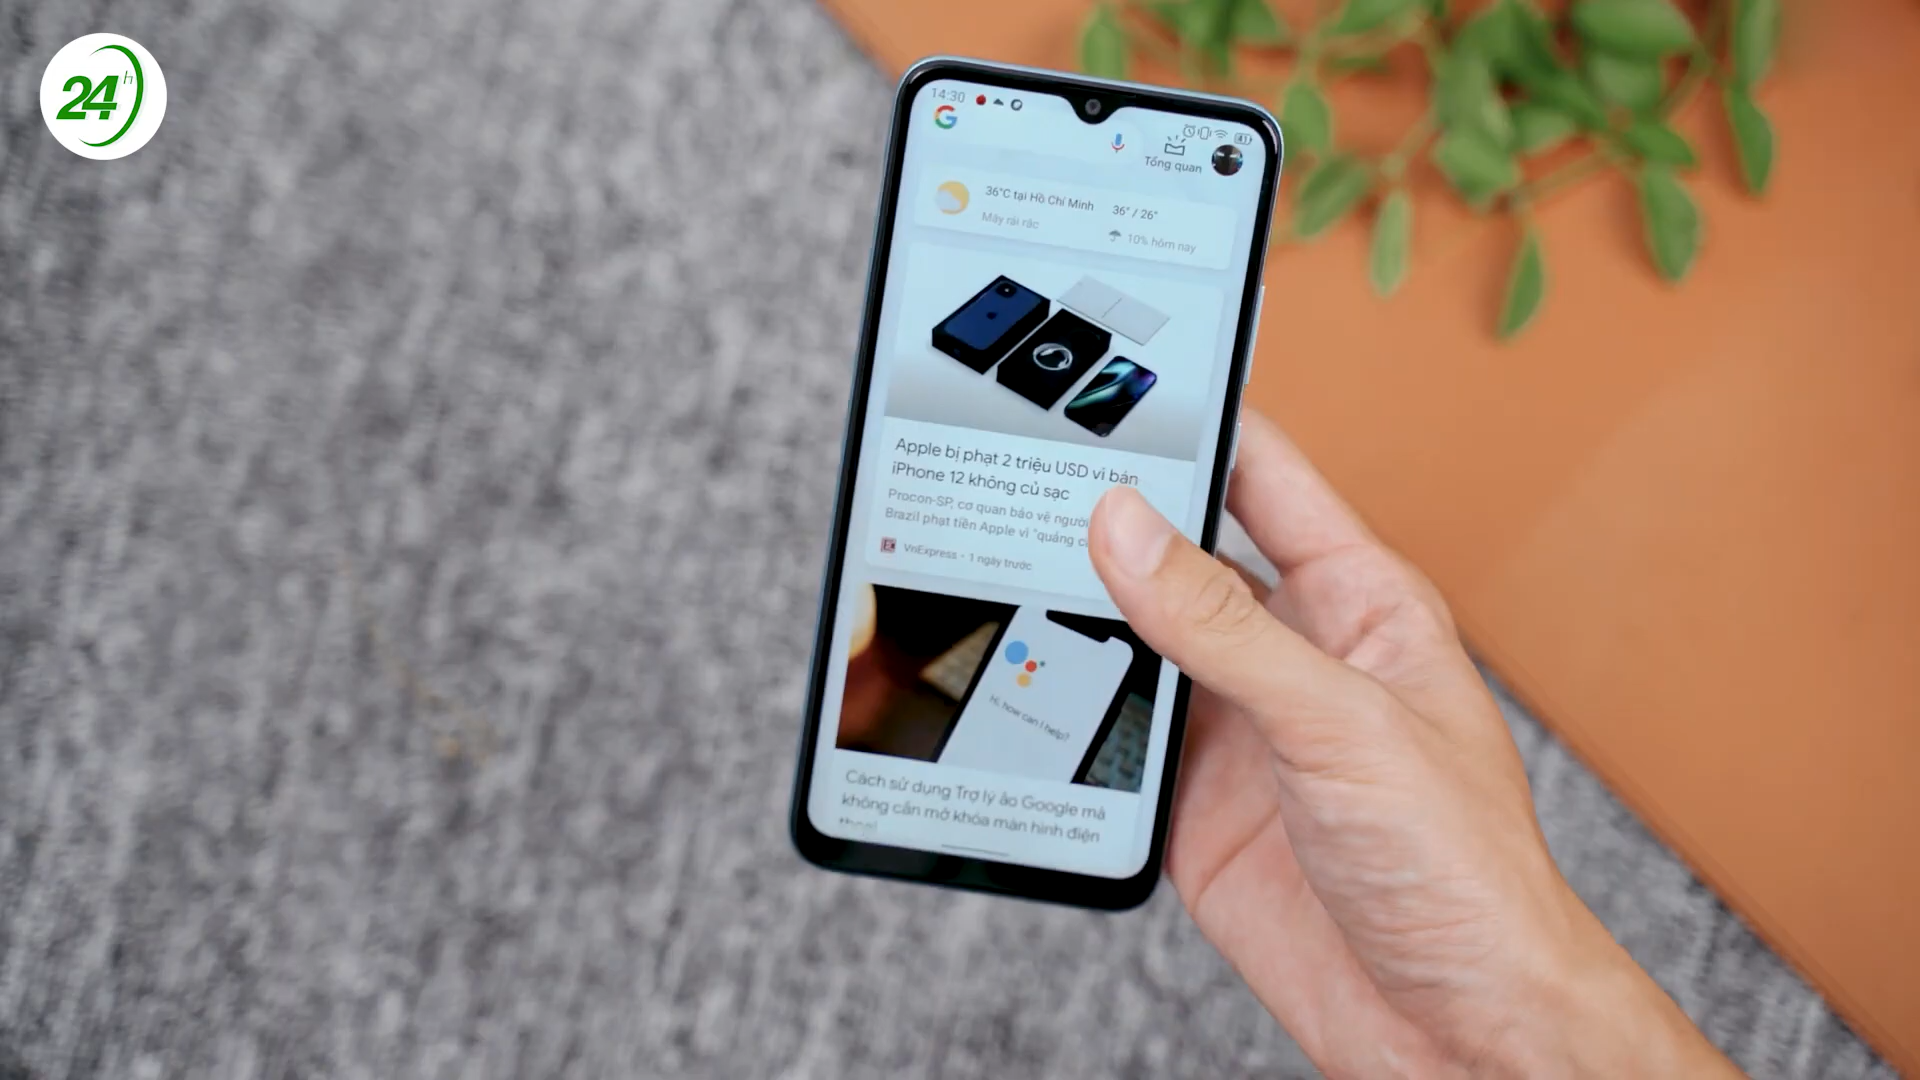 24h
14:30
41
Tổng quan
36°C tại Hồ Chí Minh
36° / 26°
Mây rải rác
10% hôm nay
Apple bị phạt 2 triệu USD vì bán
iPhone 12 không củ sạc
Procon-SP, cơ quan bảo vệ người
Brazil phạt tiền Apple vì "quảng
VnExpress • 1 ngày trước
Hi, how can I help?
Cách sử dụng Trợ lý ảo Google mà
không cần mở khóa màn hình điện
thoại